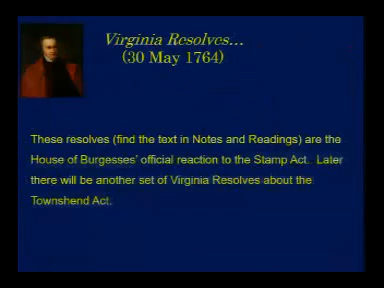 Virginia Resolves...
(30 May 1764)
These resolves (find the text in Notes and Readings) are the
House of Burgesses' official reaction to the Stamp Act. Later
there will be another set of Virginia Resolves about the
Townshend Act.